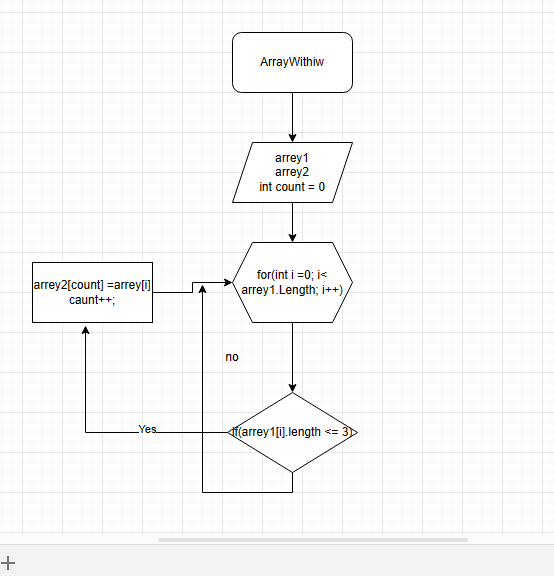 ArrayWithiw
arrey1
arrey2
int count = 0
for(int i =0; i<
arrey1.Length; i++)
arrey2[count] =arrey[i]
caunt++;
no
Yes
if(arrey1[i].length <= 3)